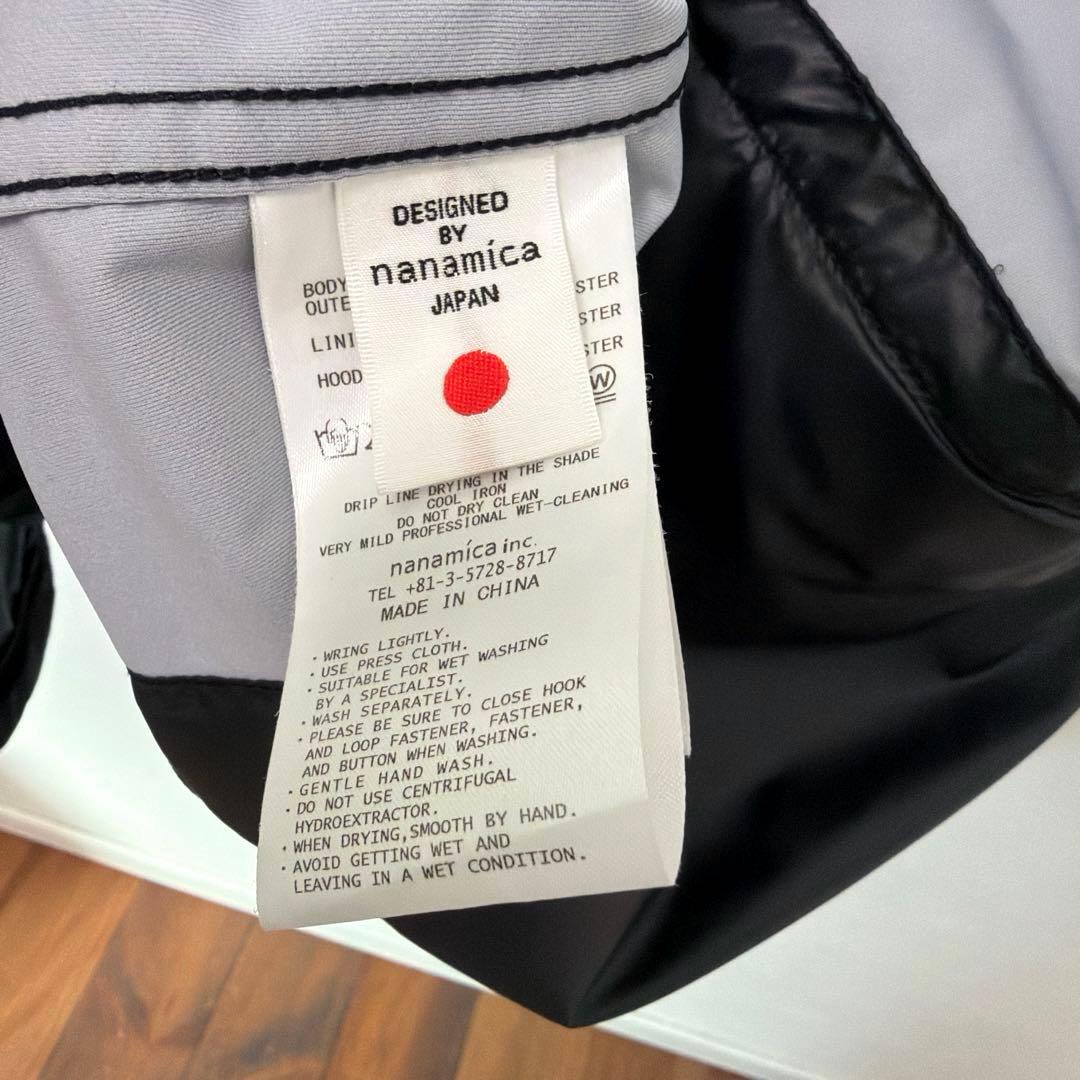 DESIGNED
BY
nanamíca
JAPAN
BODY
OUTE STER
LINI STER
HOOD STER
W
DRIP LINE DRYING IN THE SHADE
COOL IRON
DO NOT DRY CLEAN
VERY MILD PROFESSIONAL WET-CLEANING
nanamíca inc.
TEL +81-3-5728-8717
MADE IN CHINA
・WRING LIGHTLY.
・USE PRESS CLOTH.
・SUITABLE FOR WET WASHING
BY A SPECIALIST.
・WASH SEPARATELY.
・PLEASE BE SURE TO CLOSE HOOK
AND LOOP FASTENER, FASTENER,
AND BUTTON WHEN WASHING.
・GENTLE HAND WASH.
・DO NOT USE CENTRIFUGAL
HYDROEXTRACTOR.
・WHEN DRYING,SMOOTH BY HAND.
・AVOID GETTING WET AND
LEAVING IN A WET CONDITION.